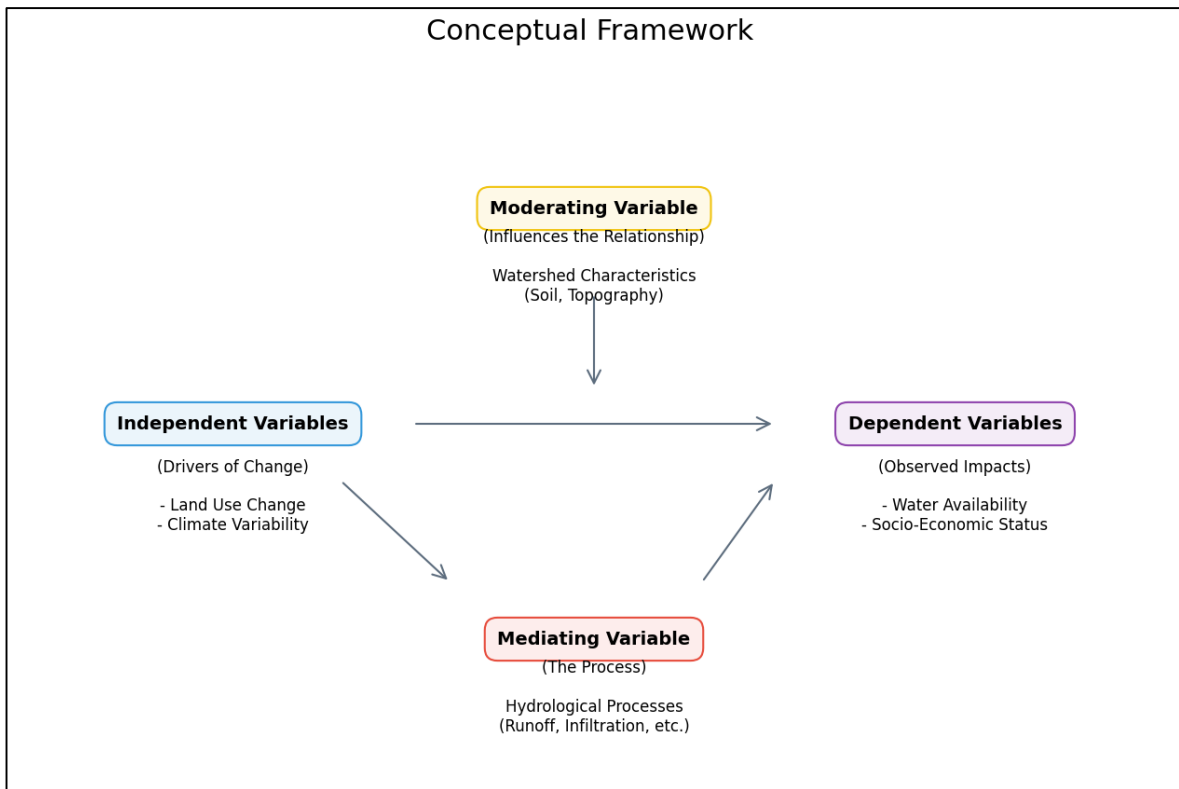 Conceptual Framework
Moderating Variable
(Influences the Relationship)
Watershed Characteristics
(Soil, Topography)
Independent Variables
(Drivers of Change)
- Land Use Change
- Climate Variability
Dependent Variables
(Observed Impacts)
- Water Availability
- Socio-Economic Status
Mediating Variable
(The Process)
Hydrological Processes
(Runoff, Infiltration, etc.)